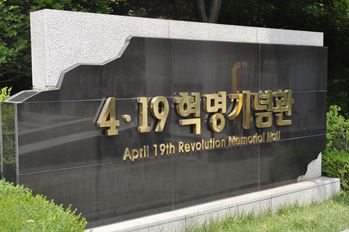 4·19혁명기념관
April 19th Revolution Memorial Hall